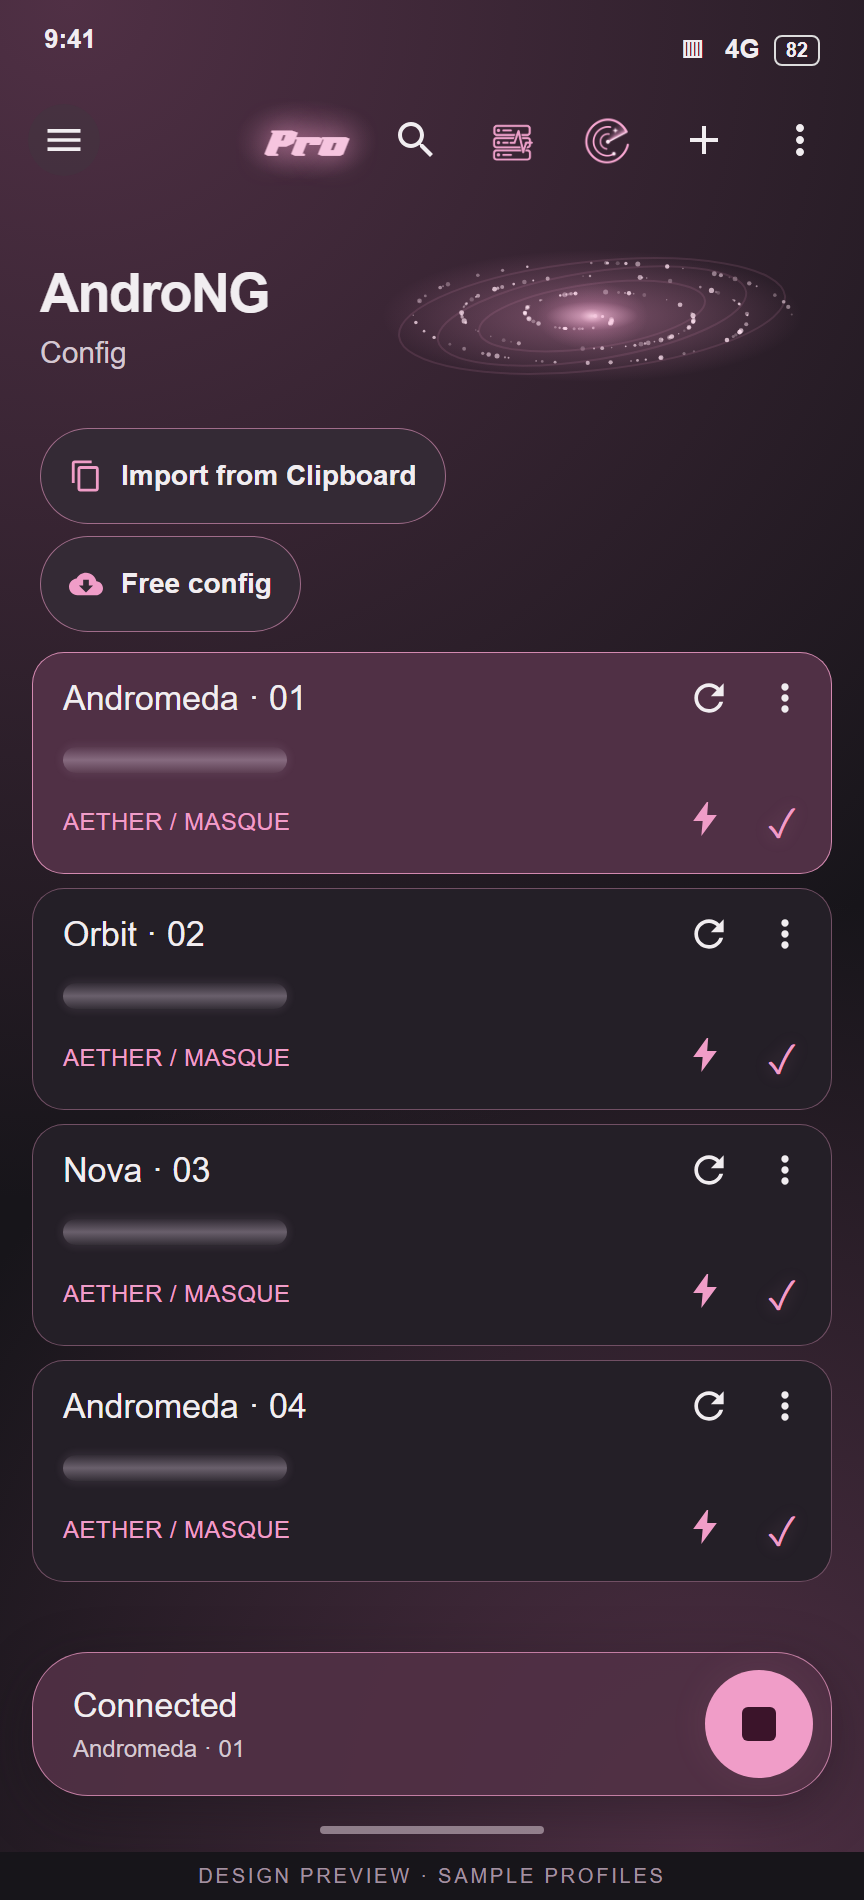 9:41
4G 82
Pro
AndroNG
Config
Import from Clipboard
Free config
Andromeda · 01
AETHER / MASQUE
Orbit · 02
AETHER / MASQUE
Nova · 03
AETHER / MASQUE
Andromeda · 04
AETHER / MASQUE
Connected
Andromeda · 01
DESIGN PREVIEW · SAMPLE PROFILES